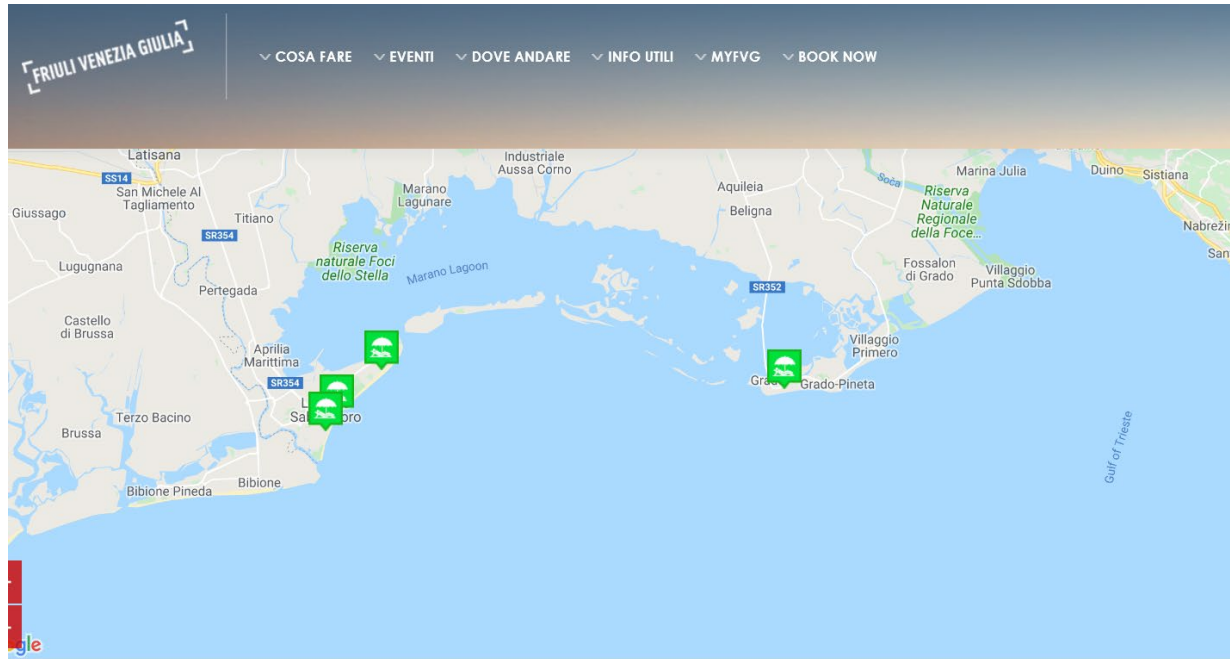 FRIULI VENEZIA GIULIA
COSA FARE
EVENTI
DOVE ANDARE
INFO UTILI
MYFVG
BOOK NOW
Latisana
SS14
San Michele Al
Tagliamento
Giussago
Titiano
SR354
Lugugnana
Pertegada
Castello
di Brussa
Aprilia
Marittima
SR354
Terzo Bacino
Brussa
Bibione Pineda
Bibione
Marano
Lagunare
Riserva
naturale Foci
dello Stella
Marano Lagoon
Industriale
Aussa Corno
Aquileia
Beligna
SR352
Grado-Pineta
Villaggio
Primero
Fossalon
di Grado
Villaggio
Punta Sdobba
Soča
Riserva
Naturale
Regionale
della Foce...
Marina Julia
Duino
Sistiana
Gulf of Trieste